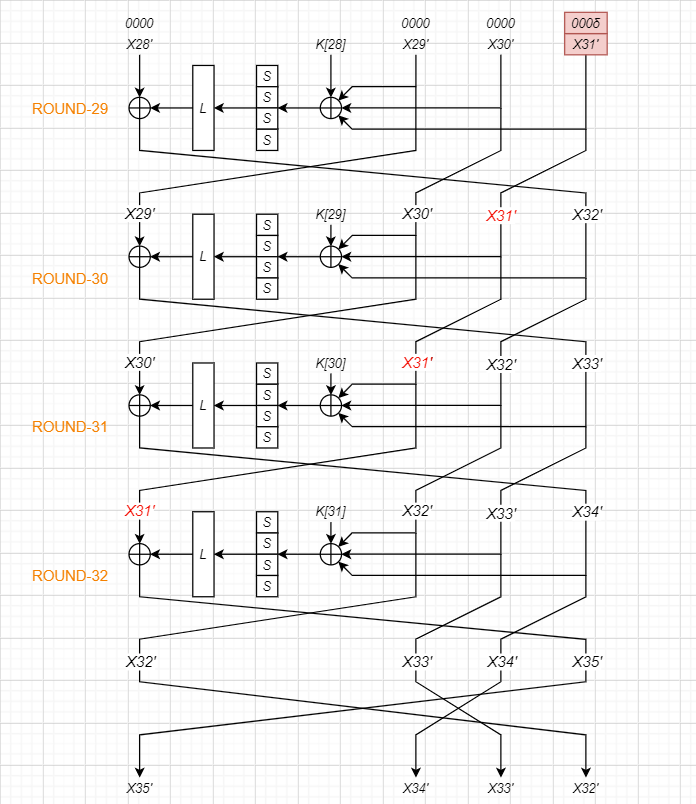 0000 0000 0000 0005
X28' K[28] X29' X30' X31'
S
ROUND-29 L S
S
S
X29' K[29] X30' X31' X32'
S
L S
ROUND-30 S
S
X30' K[30] X31' X32' X33'
S
L S
ROUND-31 S
S
X31' K[31] X32' X33' X34'
S
L S
ROUND-32 S
S
X32' X33' X34' X35'
X35' X34' X33' X32'